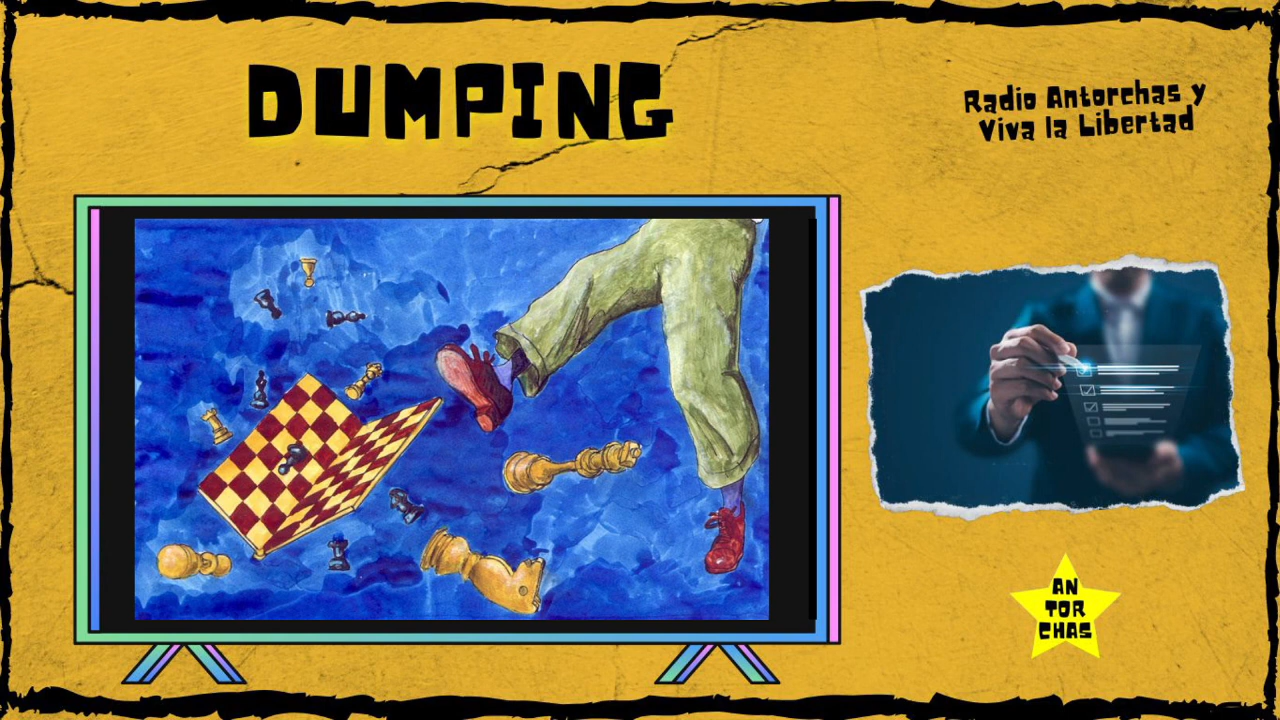 DUMPING
Radio Antorchas y
Viva la Libertad
AN
TOR
CHAS